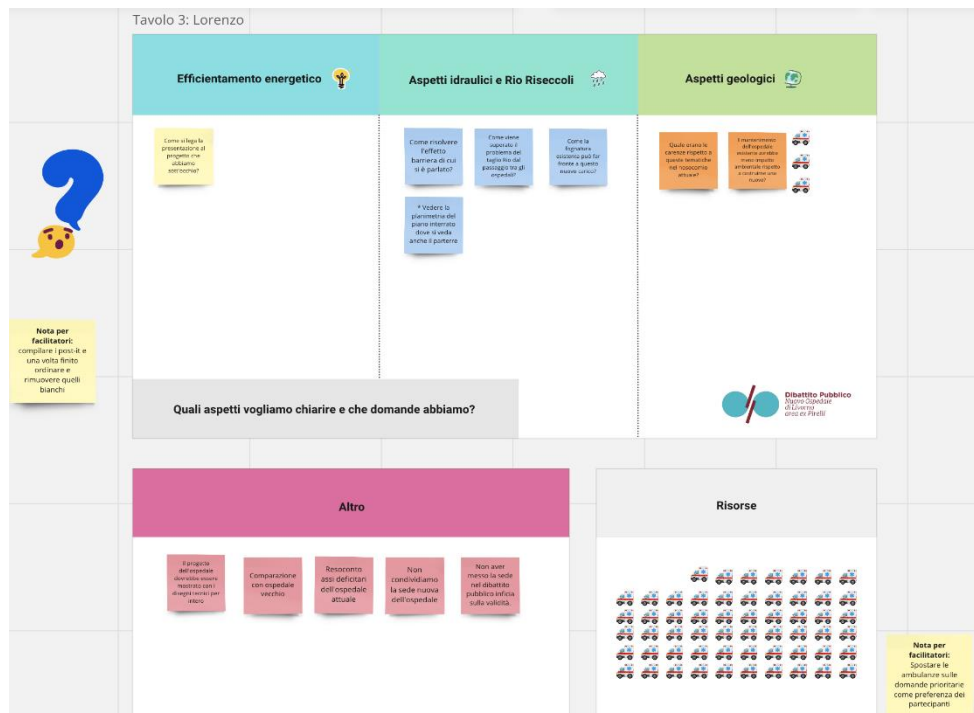 Tavolo 3: Lorenzo
Efficientamento energetico
Aspetti idraulici e Rio Riseccoli
Aspetti geologici
Come si lega la
presentazione al
progetto che
abbiamo
sott'occhio?
Come risolvere
l'effetto
barriera di cui
si è parlato?
Come viene
superato il
problema del
taglio Rio dal
passaggio tra gli
ospedali?
Come la
fognatura
esistente può far
fronte a questo
nuovo carico?
* Vedere la
planimetria del
piano interrato
dove si veda
anche il parterre
Quale erano le
carenze rispetto a
queste tematiche
nel nosocomio
attuale?
Il mantenimento
dell'ospedale
esistente avrebbe
meno impatto
ambientale rispetto
a costruirne uno
nuovo?
Nota per
facilitatori:
compilare i post-it e
una volta finito
ordinare e
rimuovere quelli
bianchi
Quali aspetti vogliamo chiarire e che domande abbiamo?
Dibattito Pubblico
Nuovo Ospedale
di Livorno
area ex Pirelli
Altro
Il progetto
dell'ospedale
dovrebbe essere
mostrato con i
disegni tecnici per
intero
Comparazione
con ospedale
vecchio
Resoconto
assi deficitari
dell'ospedale
attuale
Non
condividiamo
la sede nuova
dell'ospedale
Non aver
messo la sede
nel dibattito
pubblico inficia
sulla validità.
Risorse
Nota per
facilitatori:
Spostare le
ambulanze sulle
domande prioritarie
come preferenza dei
partecipanti